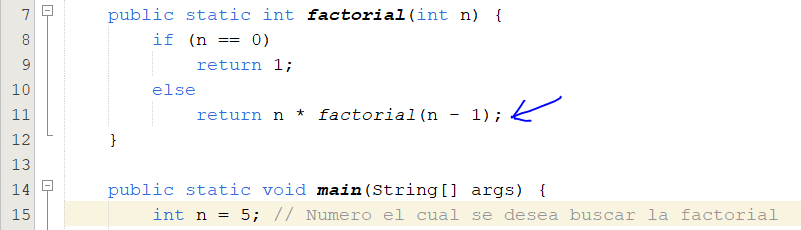 7 public static int factorial(int n) {
8 if (n == 0)
9 return 1;
10 else
11 return n * factorial(n - 1);
12 }
13
14 public static void main(String[] args) {
15 int n = 5; // Numero el cual se desea buscar la factorial